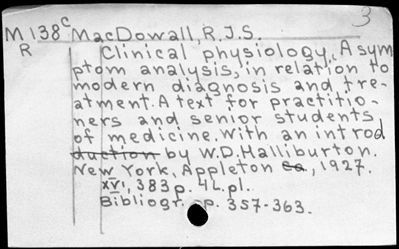 3
M 138c MacDowall, R.J.S.
R Clinical physiology. A sym
ptom analysis, in relation to
modern diagnosis and tre-
atment. A text for practitio-
ners and senior students
of medicine. With an introd
duction by W.D. Halliburton.
New York, Appleton Co., 1927.
xvi, 383 p. 4 L. pl.
Bibliogr. p. 357-363.